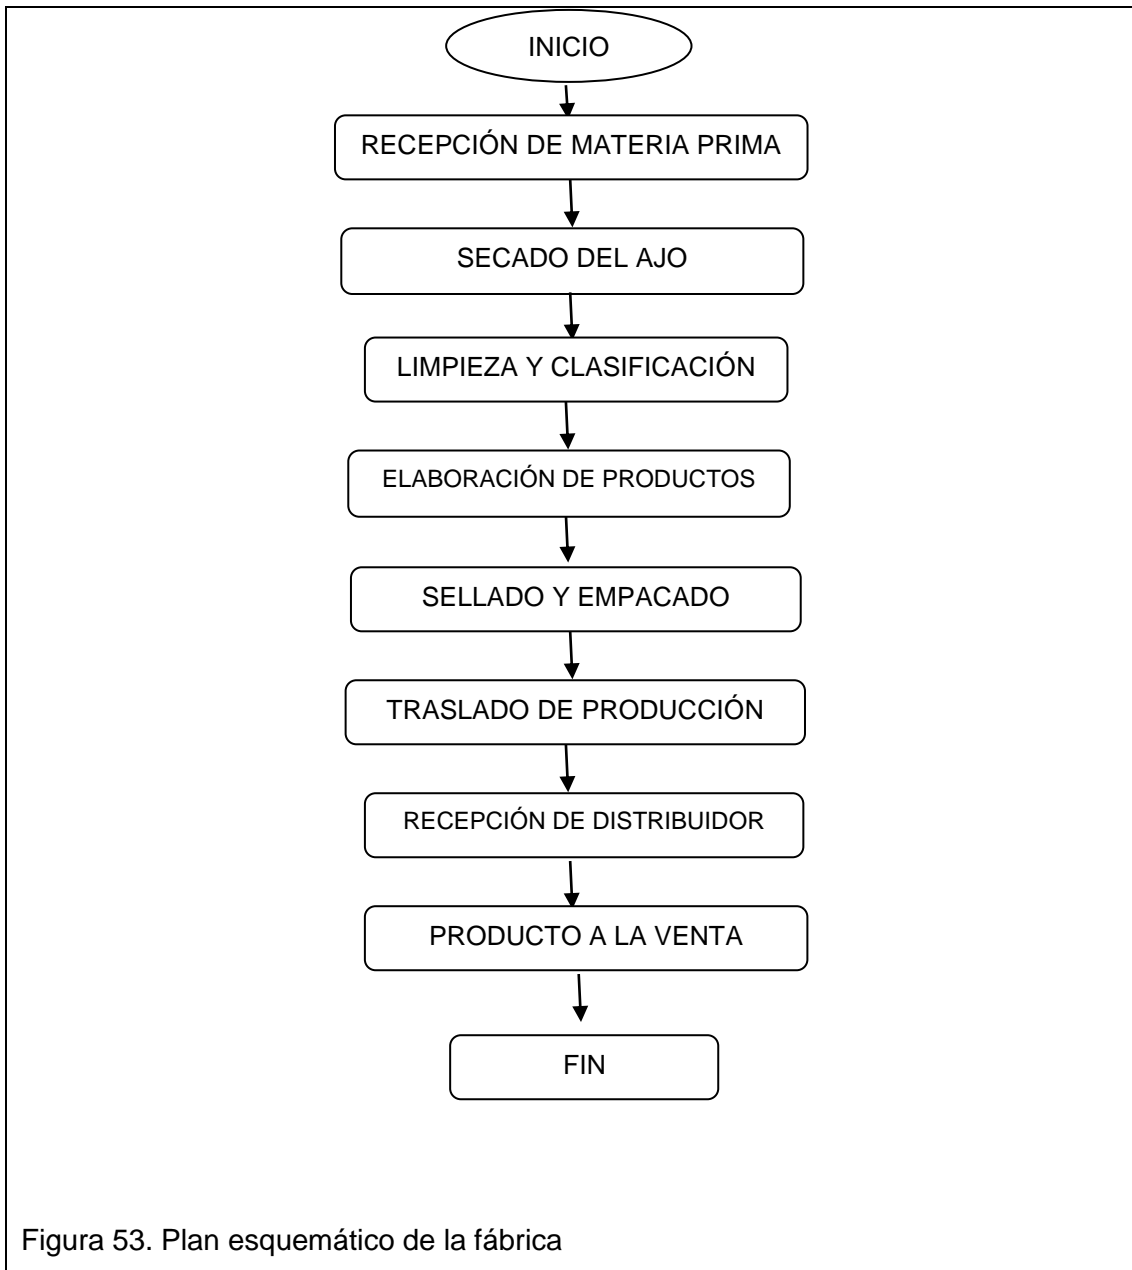 INICIO
RECEPCIÓN DE MATERIA PRIMA
SECADO DEL AJO
LIMPIEZA Y CLASIFICACIÓN
ELABORACIÓN DE PRODUCTOS
SELLADO Y EMPACADO
TRASLADO DE PRODUCCIÓN
RECEPCIÓN DE DISTRIBUIDOR
PRODUCTO A LA VENTA
FIN
Figura 53. Plan esquemático de la fábrica